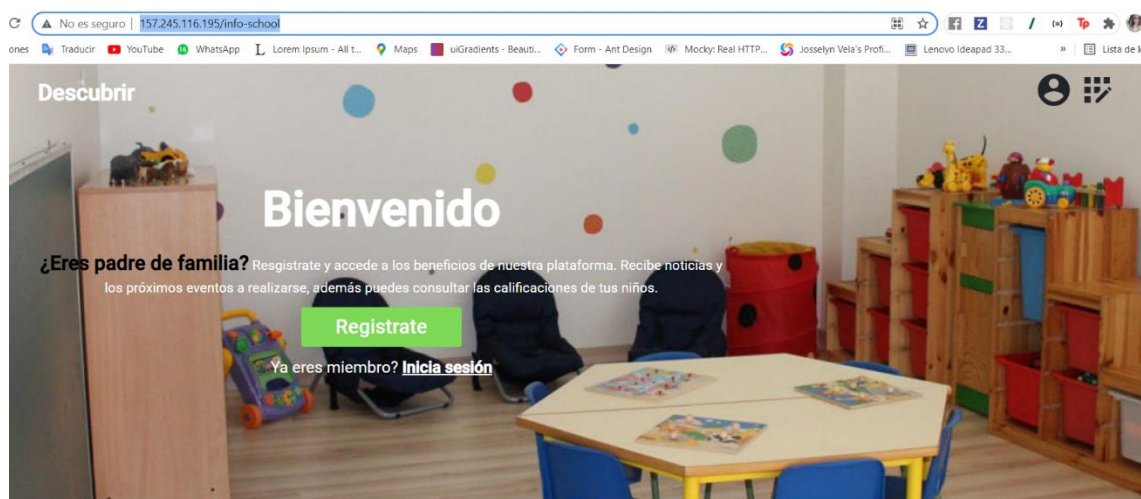 No es seguro | 157.245.116.195/info-school
ones Traducir YouTube WhatsApp Lorem Ipsum - All t... Maps uiGradients - Beauti... Form - Ant Design Mocky: Real HTTP... Josselyn Vela's Profi... Lenovo Ideapad 33... » Lista de l
Descubrir
Bienvenido
¿Eres padre de familia? Resgistrate y accede a los beneficios de nuestra plataforma. Recibe noticias y
los próximos eventos a realizarse, además puedes consultar las calificaciones de tus niños.
Registrate
Ya eres miembro? Inicia sesión